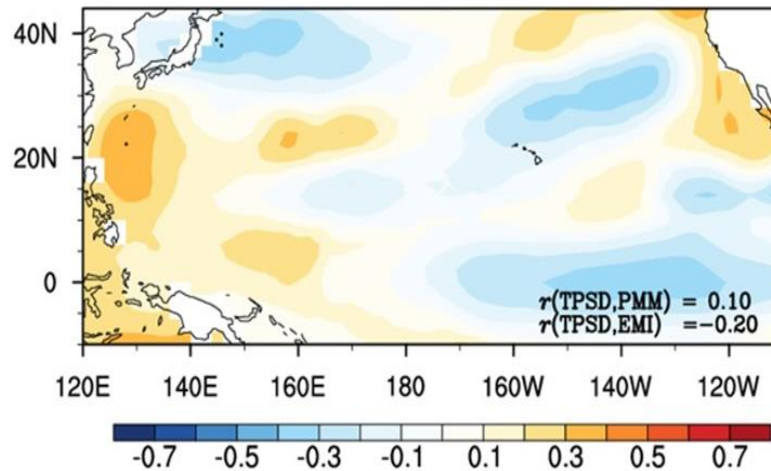 40N
20N
0
r(TPSD,PMM) = 0.10
r(TPSD,EMI) =-0.20
120E 140E 160E 180 160W 140W 120W
-0.7 -0.5 -0.3 -0.1 0.1 0.3 0.5 0.7